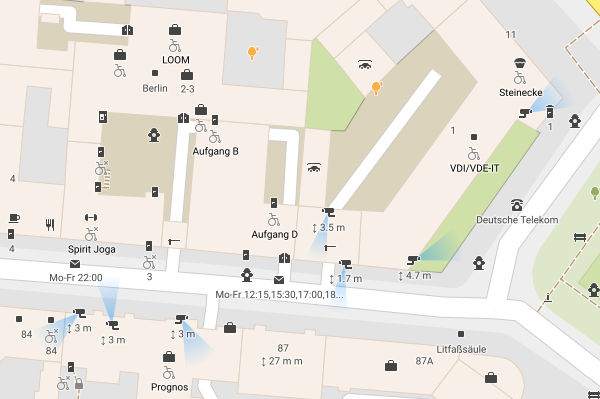 11
LOOM
Berlin
2-3
Steinecke
1
1
Aufgang B
VDI/VDE-IT
4
Deutsche Telekom
3.5 m
Aufgang D
4
Spirit Joga
Mo-Fr 22:00
3
1.7 m
4.7 m
Mo-Fr 12:15,15:30,17:00,18...
84
3 m
3 m
3 m
84
87
27 m m
87A
Litfaßsäule
Prognos